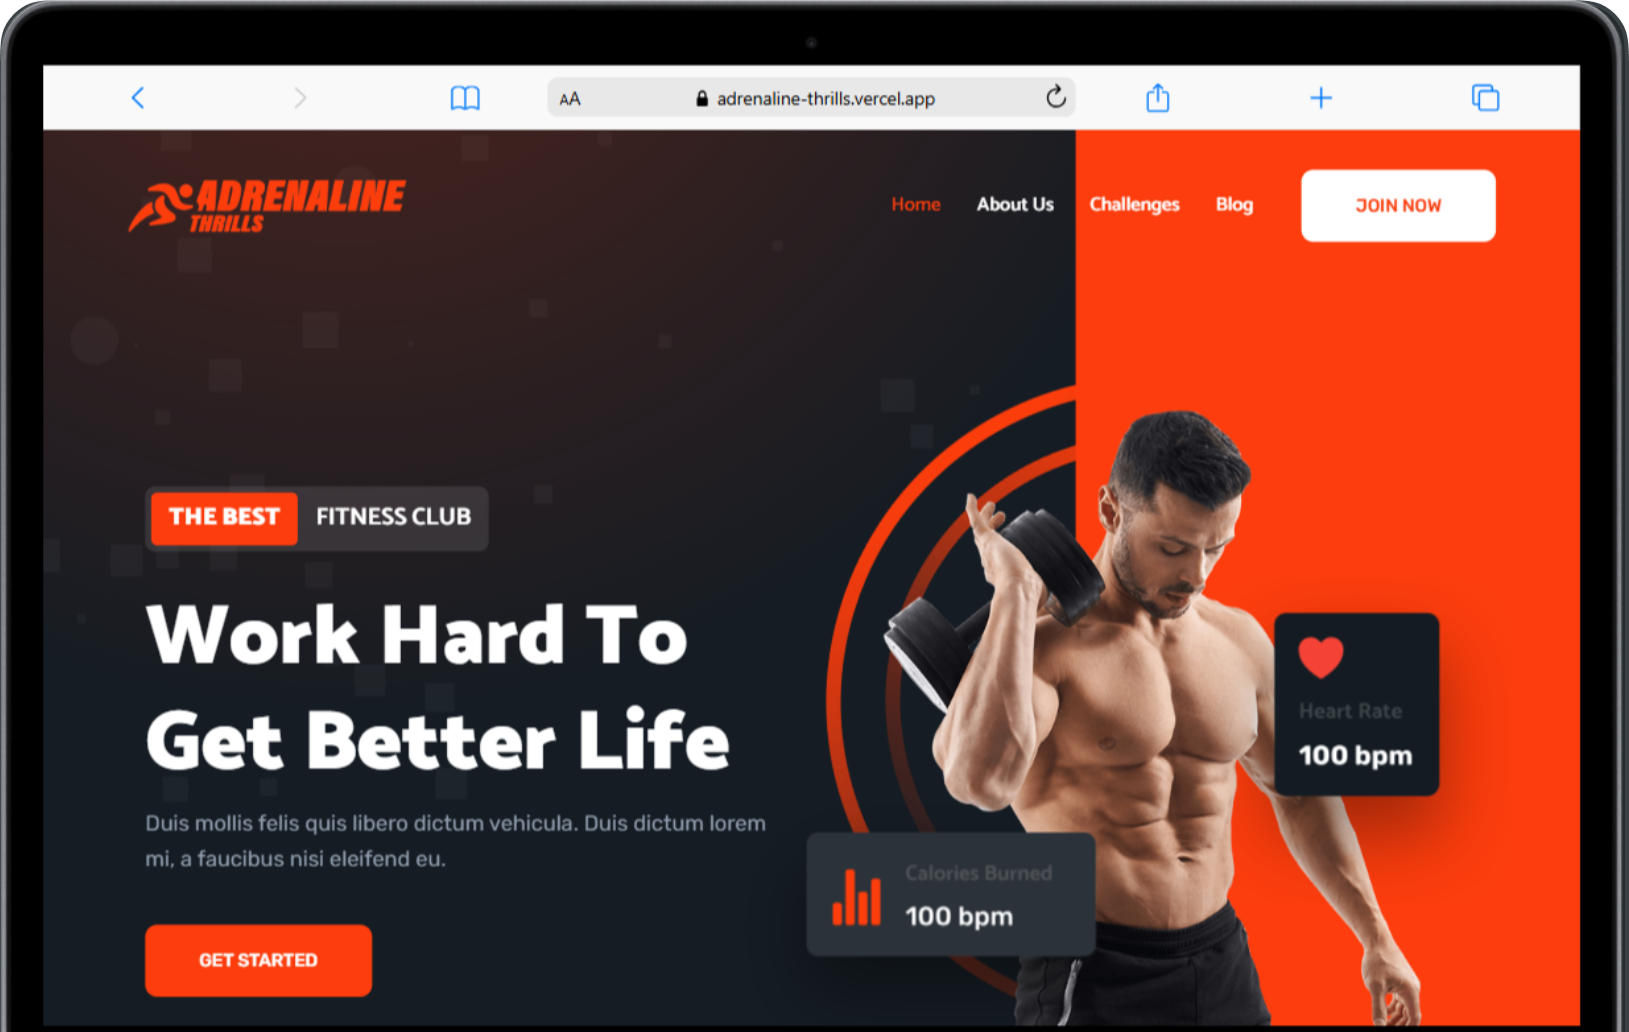 AA
adrenaline-thrills.vercel.app
ADRENALINE
THRILLS
Home About Us Challenges Blog JOIN NOW
THE BEST FITNESS CLUB
Work Hard To
Get Better Life
Duis mollis felis quis libero dictum vehicula. Duis dictum lorem
mi, a faucibus nisi eleifend eu.
GET STARTED
Heart Rate
100 bpm
Calories Burned
100 bpm